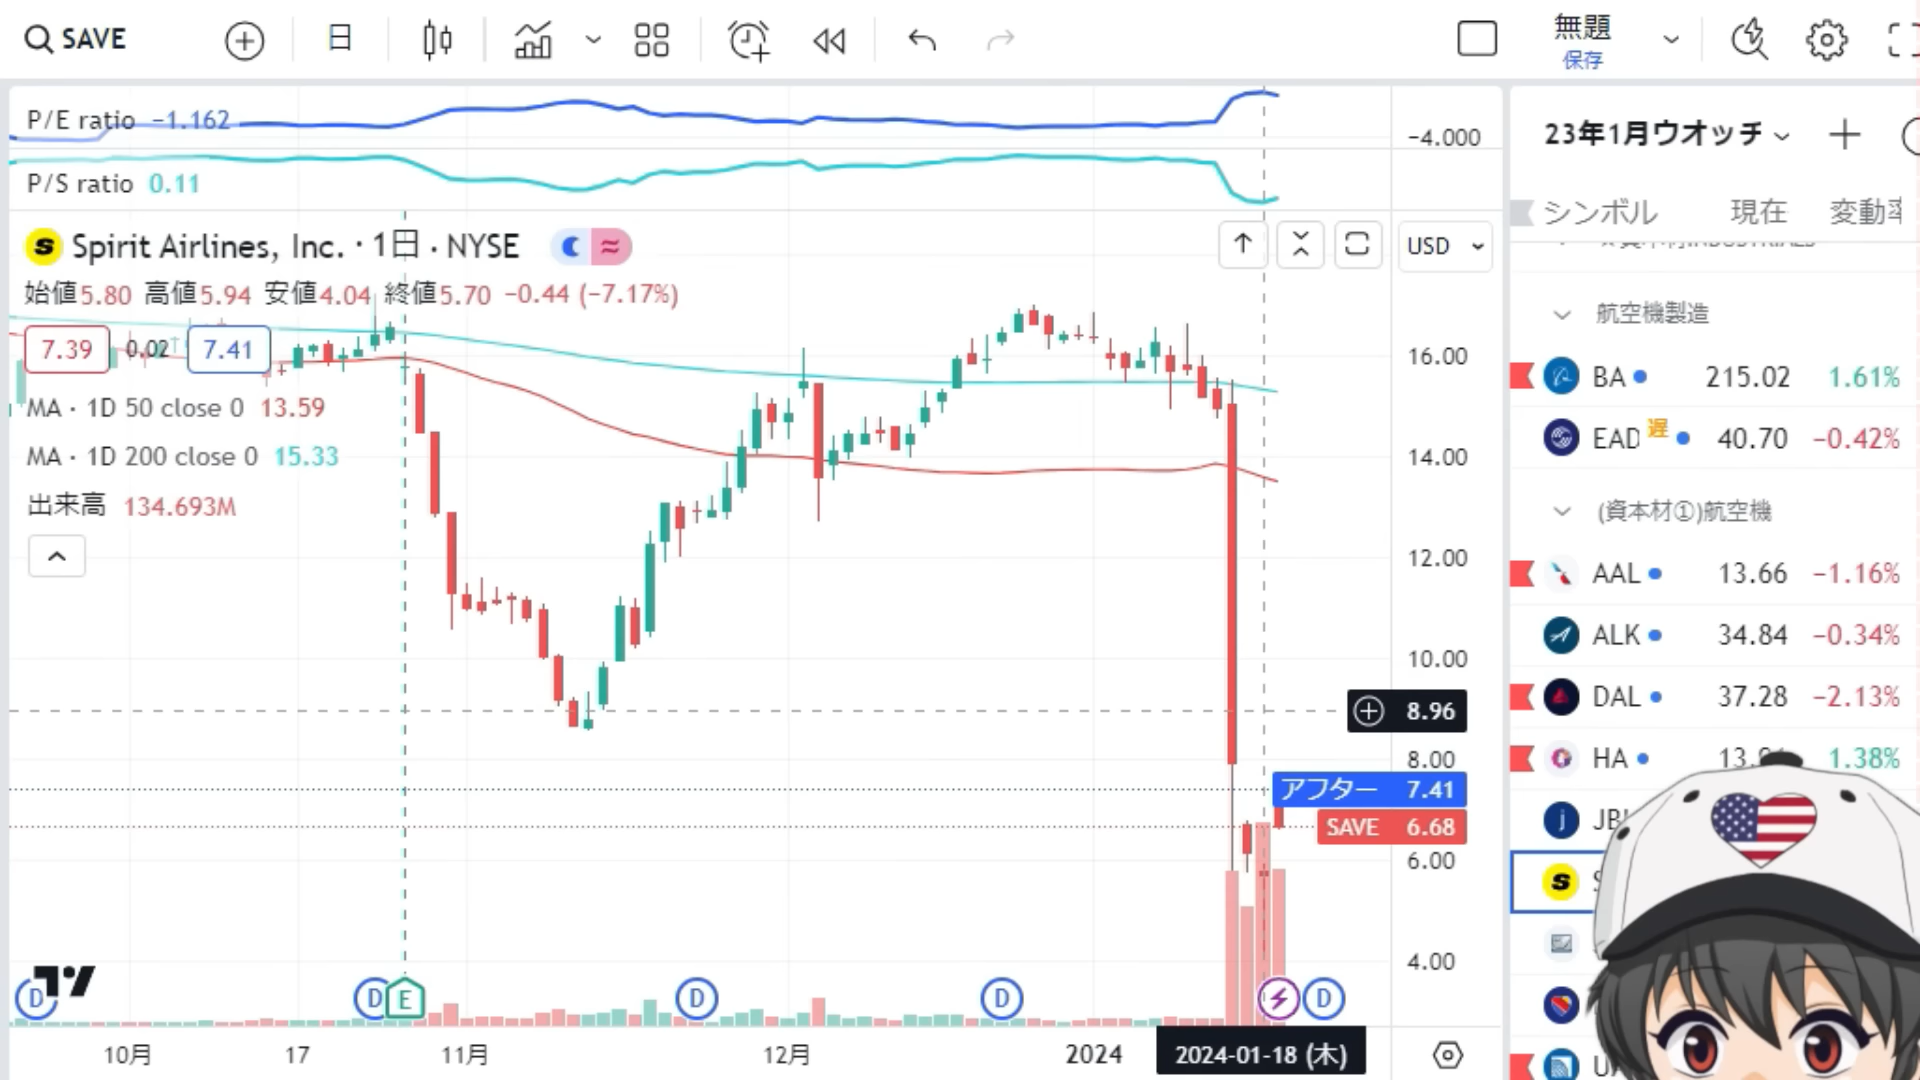 SAVE
日
無題
保存
P/E ratio −1.162
−4.000
P/S ratio 0.11
Spirit Airlines, Inc. · 1日 · NYSE
USD
始値5.80 高値5.94 安値4.04 終値5.70 −0.44 (−7.17%)
7.39 0.02 7.41
MA · 1D 50 close 0 13.59
MA · 1D 200 close 0 15.33
出来高 134.693M
16.00
14.00
12.00
10.00
8.96
8.00
アフター 7.41
SAVE 6.68
6.00
4.00
D
D E D D D
10月 17 11月 12月 2024 2024-01-18 (木)
23年1月ウオッチ
シンボル 現在 変動率
航空機製造
BA 215.02 1.61%
EAD 遅 40.70 −0.42%
(資本材①)航空機
AAL 13.66 −1.16%
ALK 34.84 −0.34%
DAL 37.28 −2.13%
HA 1.38%